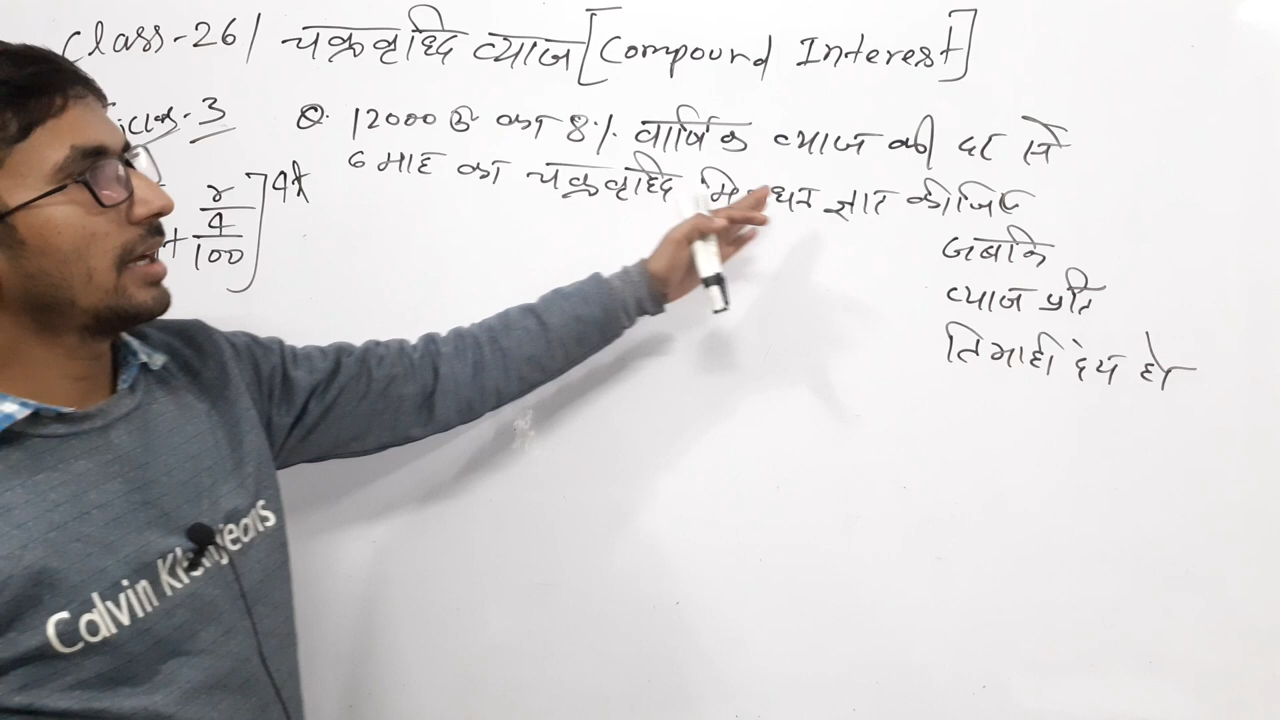 Class-26/ चक्रवृध्दि व्याज [Compound Interest]
class-3
Q. 12000 रु का 8% वार्षिक व्याज की दर से
6 माह का चक्रवृध्दि मिश्रधन ज्ञात कीजिए
जबकि
व्याज प्रति
तिमाही देय हो
+ r/4/100]4t
Calvin Klein jeans